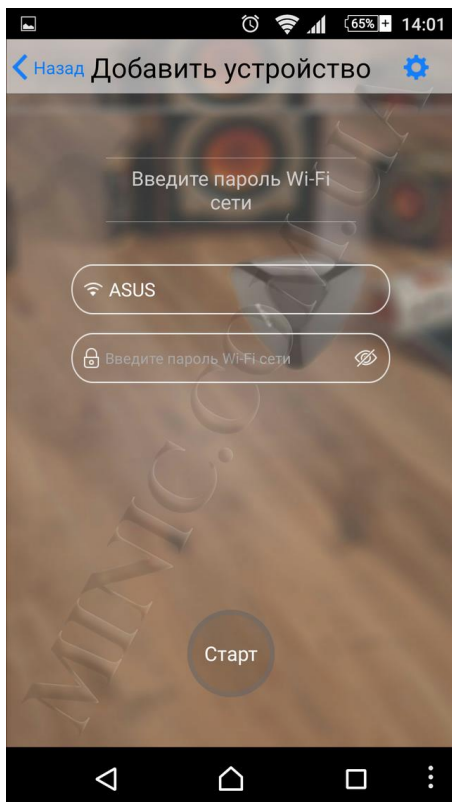 65% 14:01
Назад Добавить устройство
Введите пароль Wi-Fi
сети
ASUS
Введите пароль Wi-Fi сети
Старт
MINIC.COM.UA